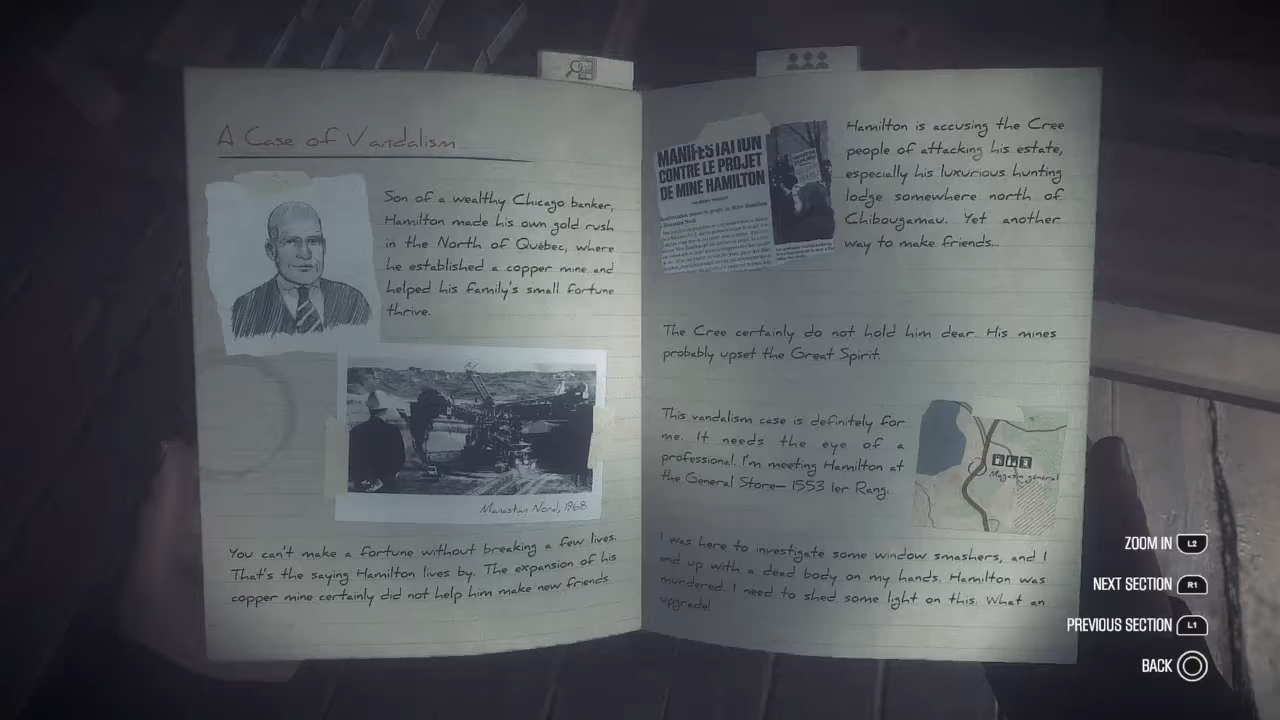 A Case of Vandalism
Son of a wealthy Chicago banker,
Hamilton made his own gold rush
in the North of Québec, where
he established a copper mine and
helped his family's small fortune
thrive.
Manastan Nord, 1968
You can't make a fortune without breaking a few lives.
That's the saying Hamilton lives by. The expansion of his
copper mine certainly did not help him make new friends.
MANIFESTATION
CONTRE LE PROJET
DE MINE HAMILTON
Hamilton is accusing the Cree
people of attacking his estate,
especially his luxurious hunting
lodge somewhere north of
Chibougamau. Yet another
way to make friends...
The Cree certainly do not hold him dear. His mines
probably upset the Great Spirit.
This vandalism case is definitely for
me. It needs the eye of a
professional. I'm meeting Hamilton at
the General Store– 1553 1er Rang.
Magasin général
I was here to investigate some window smashers, and I
end up with a dead body on my hands. Hamilton was
murdered. I need to shed some light on this. What an
upgrade!
ZOOM IN L2
NEXT SECTION R1
PREVIOUS SECTION L1
BACK